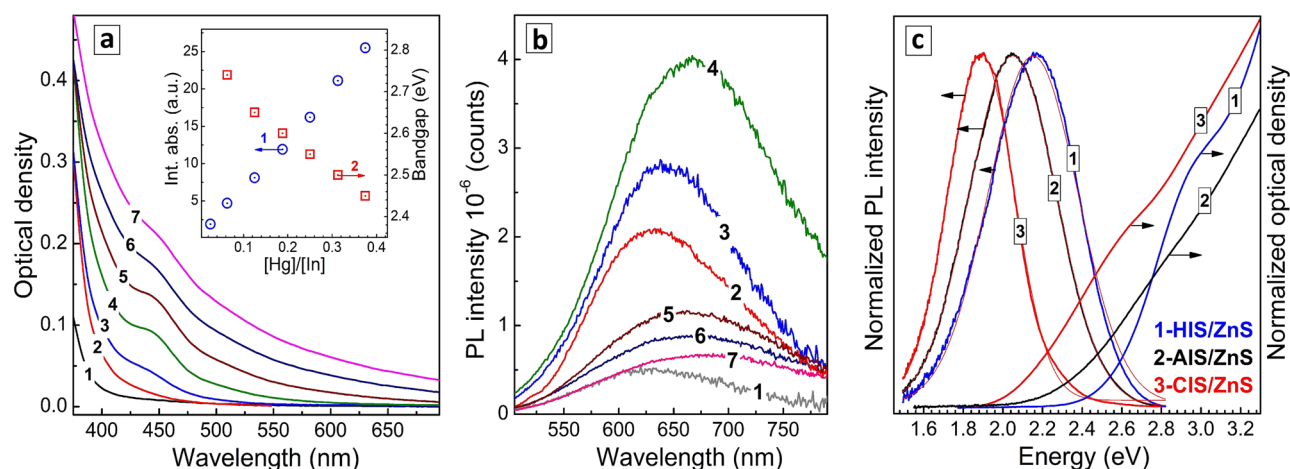 a
Optical density
0.4
0.3
0.2
0.1
0.0
400 450 500 550 600 650
Wavelength (nm)
1
2
3
4
5
6
7
Int. abs. (a.u.)
25
20
15
10
5
0.1 0.2 0.3 0.4
[Hg]/[In]
Bandgap (eV)
2.8
2.7
2.6
2.5
2.4
1
2
b
PL intensity 10-6 (counts)
5
4
3
2
1
0
550 600 650 700 750
Wavelength (nm)
4
3
2
5
6
7
1
c
Normalized PL intensity
Normalized optical density
1
2
3
3
1
2
1-HIS/ZnS
2-AIS/ZnS
3-CIS/ZnS
1.6 1.8 2.0 2.2 2.4 2.6 2.8 3.0 3.2
Energy (eV)